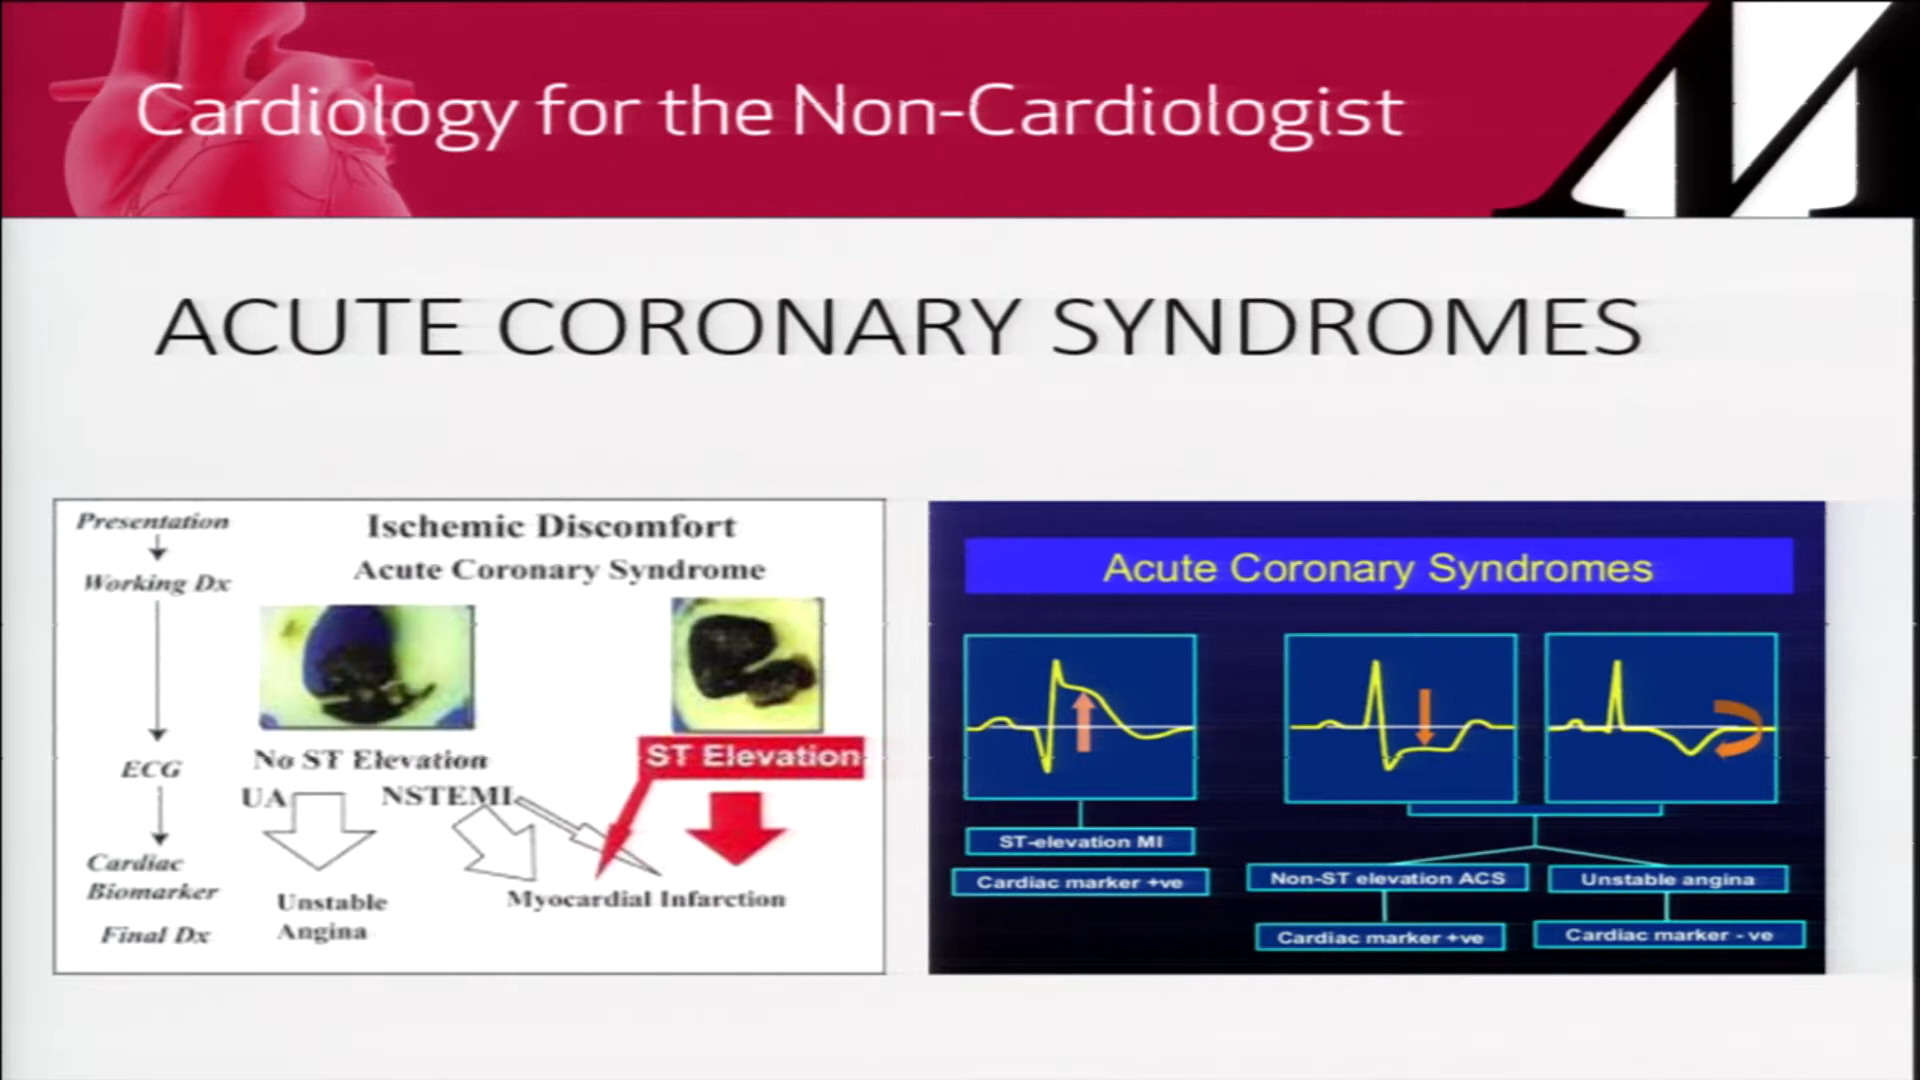 Cardiology for the Non-Cardiologist
M
ACUTE CORONARY SYNDROMES
Presentation
Ischemic Discomfort
Working Dx
Acute Coronary Syndrome
No ST Elevation
ST Elevation
ECG
UA
NSTEMI
Cardiac
Biomarker
Final Dx
Unstable
Angina
Myocardial Infarction
Acute Coronary Syndromes
ST-elevation MI
Cardiac marker +ve
Non-ST elevation ACS
Unstable angina
Cardiac marker +ve
Cardiac marker - ve